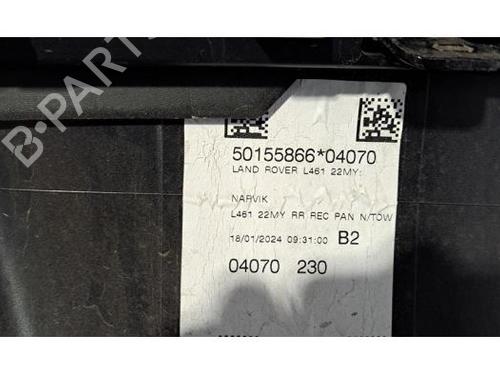 50155866*04070
LAND ROVER L461 22MY:
NARVIK
L461 22MY RR REC PAN N/TOW
18/01/2024 09:31:00 B2
04070 230
B-PARTS